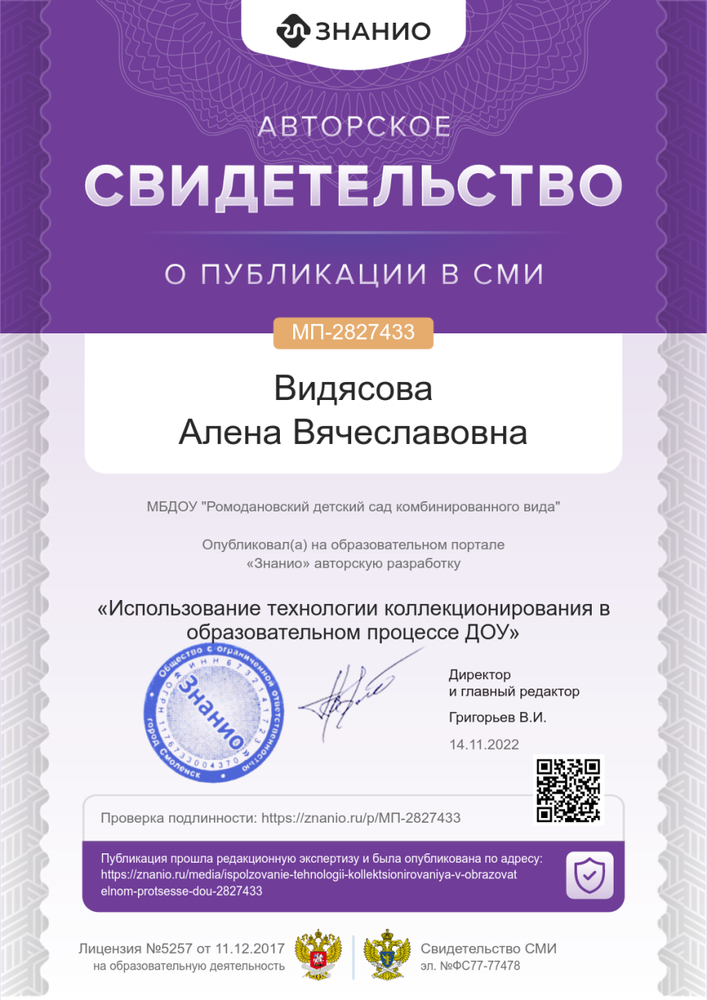 ЗНАНИО
АВТОРСКОЕ
СВИДЕТЕЛЬСТВО
О ПУБЛИКАЦИИ В СМИ
МП-2827433
Видясова
Алена Вячеславовна
МБДОУ "Ромодановский детский сад комбинированного вида"
Опубликовал(а) на образовательном портале
«Знанио» авторскую разработку
«Использование технологии коллекционирования в
образовательном процессе ДОУ»
Общество с ограниченной ответственностью
ИНН 6732141723
Знанио
ОГРН 1176733004370
город Смоленск
Директор
и главный редактор
Григорьев В.И.
14.11.2022
Проверка подлинности: https://znanio.ru/p/МП-2827433
Публикация прошла редакционную экспертизу и была опубликована по адресу:
https://znanio.ru/media/ispolzovanie-tehnologii-kollektsionirovaniya-v-obrazovat
elnom-protsesse-dou-2827433
Лицензия №5257 от 11.12.2017
на образовательную деятельность
Свидетельство СМИ
эл. №ФС77-77478